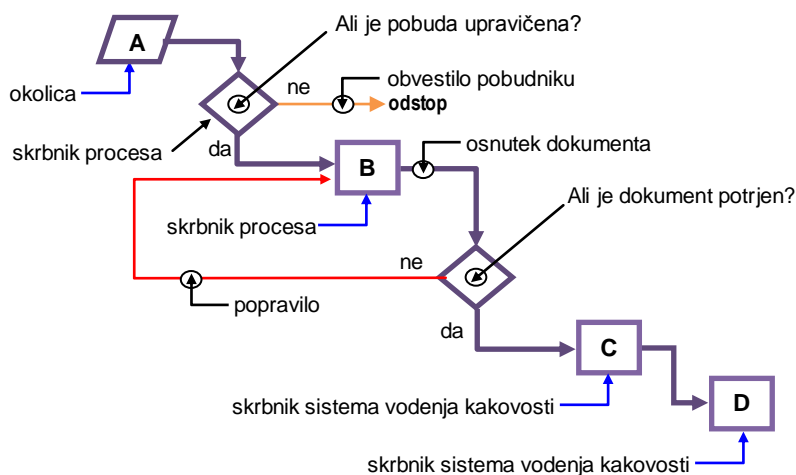 Ali je pobuda upravičena?
A
ne
obvestilo pobudniku
okolica
odstop
skrbnik procesa
da
osnutek dokumenta
B
Ali je dokument potrjen?
skrbnik procesa
ne
popravilo
da
C
skrbnik sistema vodenja kakovosti
D
skrbnik sistema vodenja kakovosti